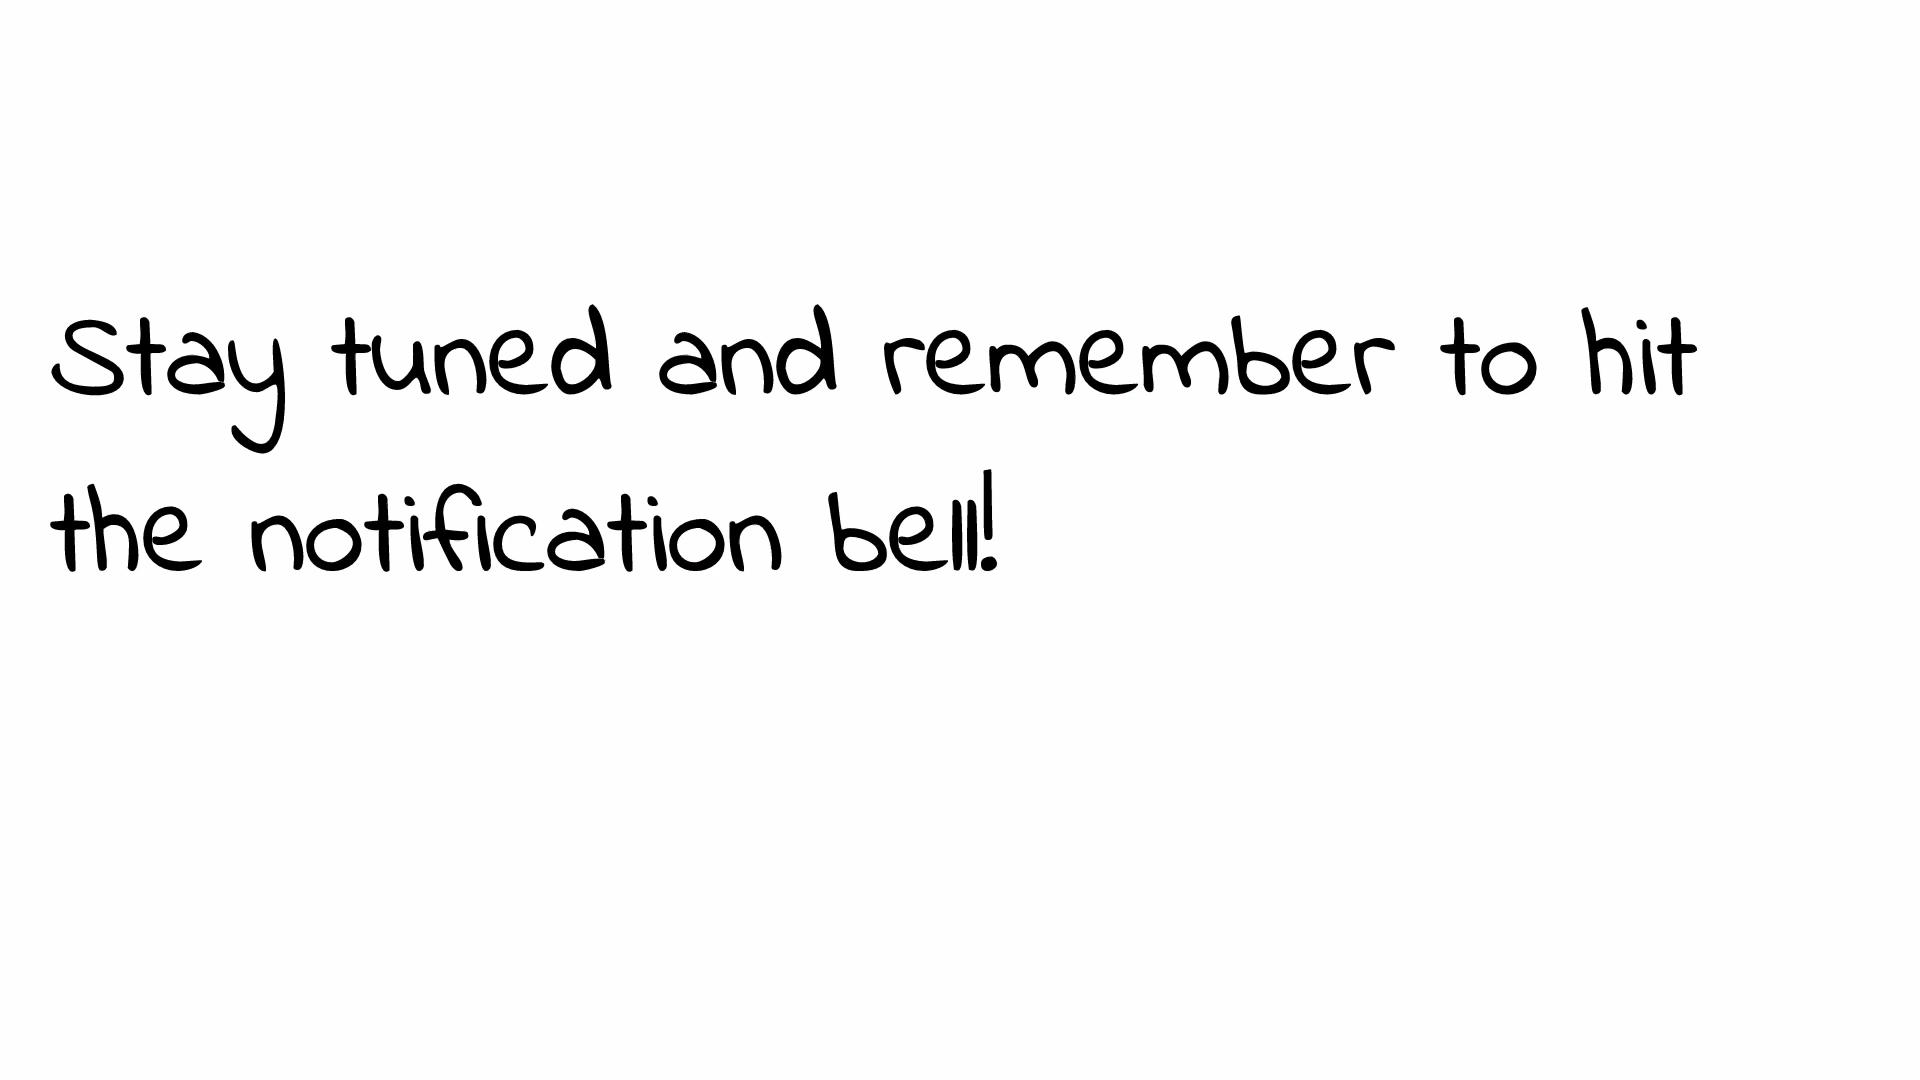 Stay tuned and remember to hit
the notification bell!